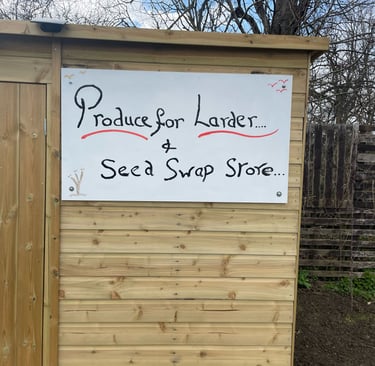 Produce for Larder....
&
Seed Swap Store...